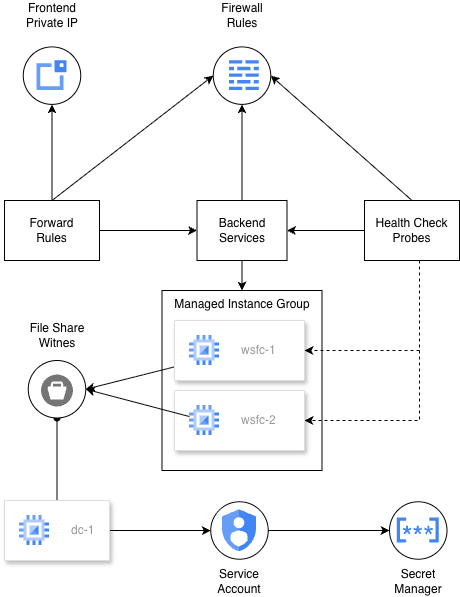 Frontend
Private IP
Firewall
Rules
Forward
Rules
Backend
Services
Health Check
Probes
Managed Instance Group
wsfc-1
wsfc-2
File Share
Witnes
dc-1
[***]
Service
Account
Secret
Manager